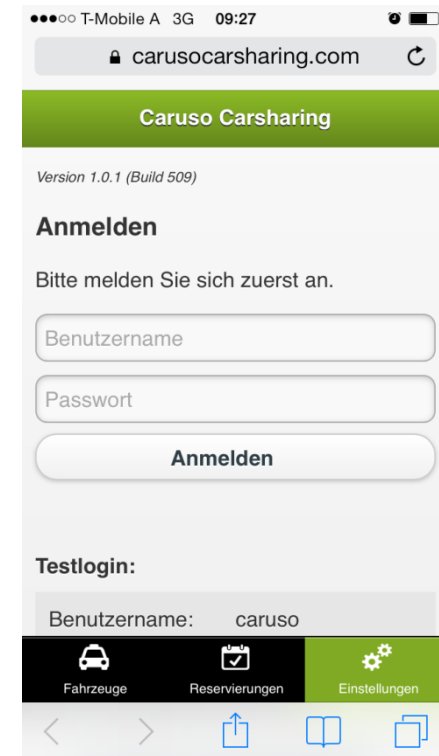 T-Mobile A 3G 09:27
carusocarsharing.com
Caruso Carsharing
Version 1.0.1 (Build 509)
Anmelden
Bitte melden Sie sich zuerst an.
Benutzername
Passwort
Anmelden
Testlogin:
Benutzername: caruso
Fahrzeuge Reservierungen Einstellungen